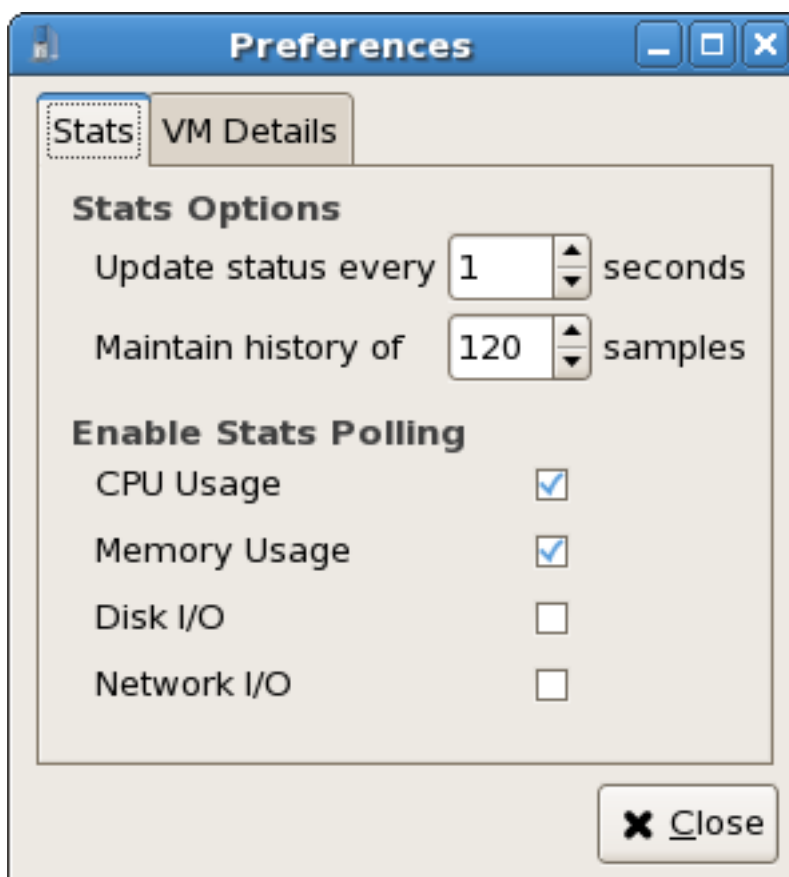 Preferences
Stats VM Details
Stats Options
Update status every 1 seconds
Maintain history of 120 samples
Enable Stats Polling
CPU Usage
Memory Usage
Disk I/O
Network I/O
Close